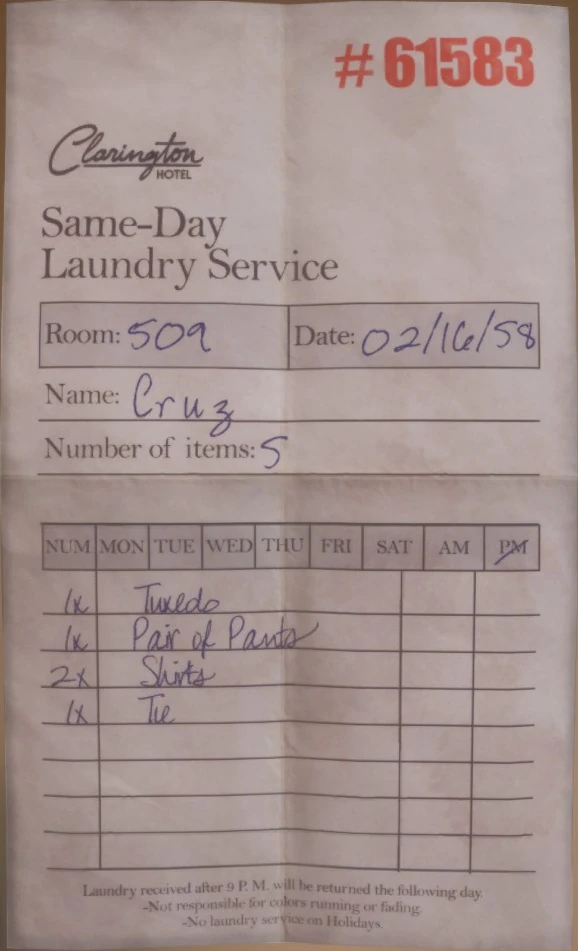 # 61583
Clarington
HOTEL
Same-Day
Laundry Service
Room: 509 Date: 02/16/58
Name: Cruz
Number of items: 5
NUM MON TUE WED THU FRI SAT AM PM
1x Tuxedo
1x Pair of Pants
2x Shirts
1x Tie
Laundry received after 9 P. M. will be returned the following day.
-Not responsible for colors running or fading.
-No laundry service on Holidays.